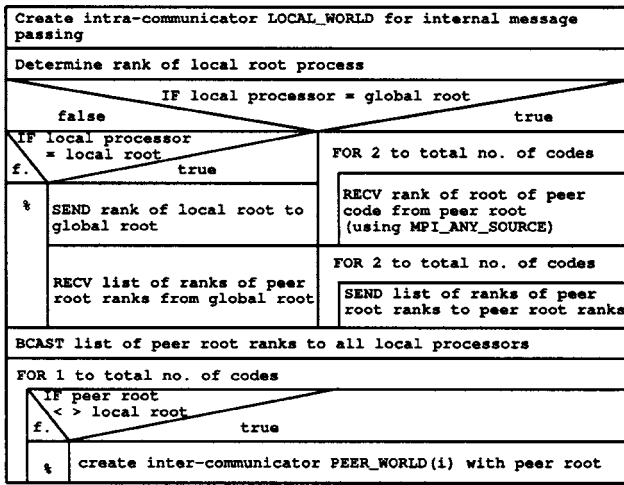 Create intra-communicator LOCAL_WORLD for internal message
passing
Determine rank of local root process
IF local processor = global root
false
true
IF local processor
= local root
f.
true
%
SEND rank of local root to
global root
RECV list of ranks of peer
root ranks from global root
FOR 2 to total no. of codes
RECV rank of root of peer
code from peer root
(using MPI_ANY_SOURCE)
FOR 2 to total no. of codes
SEND list of ranks of peer
root ranks to peer root ranks
BCAST list of peer root ranks to all local processors
FOR 1 to total no. of codes
IF peer root
< > local root
f.
true
%
create inter-communicator PEER_WORLD(i) with peer root